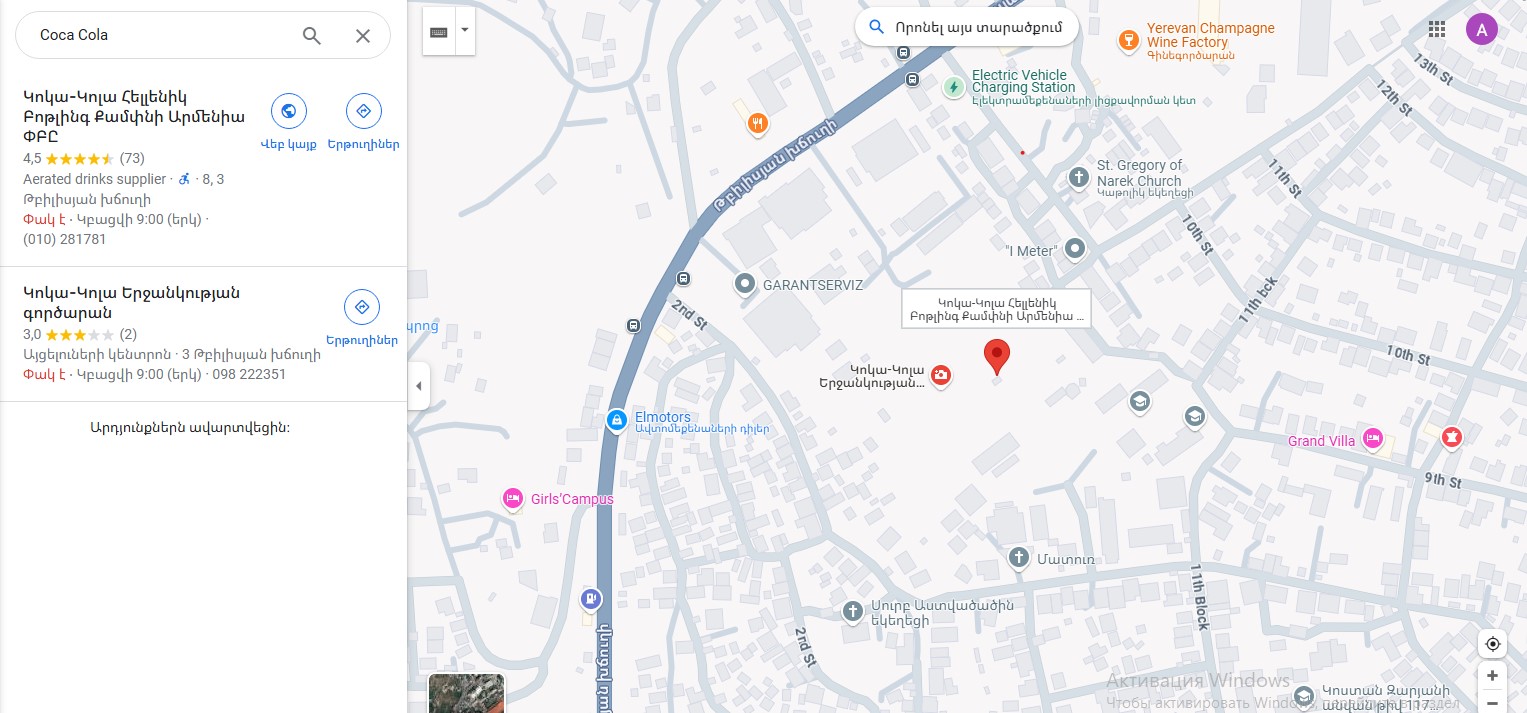 Coca Cola
Կոկա-Կոլա Հելլենիկ
Բոթլինգ Քամփնի Արմենիա
ՓԲԸ
Վեբ կայք
Երթուղիներ
4,5 (73)
Aerated drinks supplier · · 8, 3
Թբիլիսյան խճուղի
Փակ է · Կբացվի 9:00 (երկ) ·
(010) 281781
Կոկա-Կոլա Երջանկության
գործարան
Երթուղիներ
3,0 (2)
Այցելուների կենտրոն · 3 Թբիլիսյան խճուղի
Փակ է · Կբացվի 9:00 (երկ) · 098 222351
Արդյունքներն ավարտվեցին:
Որոնել այս տարածքում
A
Yerevan Champagne
Wine Factory
Գինեգործարան
Electric Vehicle
Charging Station
Էլեկտրամեքենաների լիցքավորման կետ
13th St
12th St
Թբիլիսյան խճուղի
St. Gregory of
Narek Church
Կաթոլիկ եկեղեցի
11th St
10th St
"I Meter"
GARANTSERVIZ
2nd St
Կոկա-Կոլա Հելլենիկ
Բոթլինգ Քամփնի Արմենիա ...
11th bck
պրոց
10th St
Կոկա-Կոլա
Երջանկության...
Elmotors
Ավտոմեքենաների դիլեր
Grand Villa
9th St
Girls'Campus
Մատուռ
11th Block
Սուրբ Աստվածածին
եկեղեցի
2nd St
Активация Windows
Чтобы активировать Windows,
раздел
Կոստան Զարյանի
անվան թիվ 117...